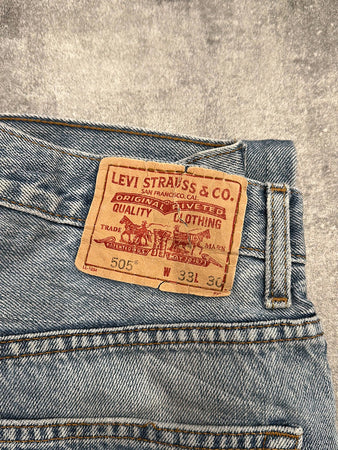 LEVI STRAUSS & CO.
SAN FRANCISCO, CAL.
ORIGINAL RIVETED
QUALITY CLOTHING
TRADE MARK
505® W 33 L 30